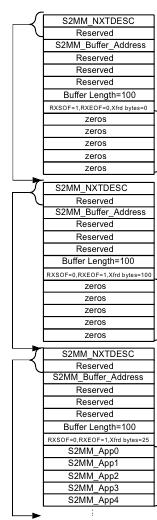 S2MM_NXTDESC
Reserved
S2MM_Buffer_Address
Reserved
Reserved
Reserved
Buffer Length=100
RXSOF=1,RXEOF=0,Xfrd bytes=0
zeros
zeros
zeros
zeros
zeros
S2MM_NXTDESC
Reserved
S2MM_Buffer_Address
Reserved
Reserved
Reserved
Buffer Length=100
RXSOF=0,RXEOF=1,Xfrd bytes=100
zeros
zeros
zeros
zeros
zeros
S2MM_NXTDESC
Reserved
S2MM_Buffer_Address
Reserved
Reserved
Reserved
Buffer Length=100
RXSOF=0,RXEOF=1,Xfrd bytes=25
S2MM_App0
S2MM_App1
S2MM_App2
S2MM_App3
S2MM_App4